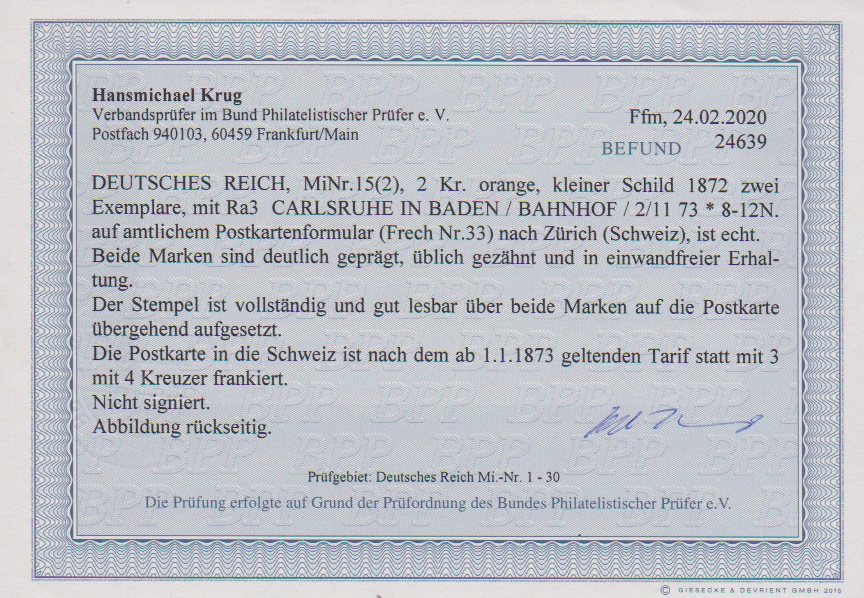 Hansmichael Krug
Verbandsprüfer im Bund Philatelistischer Prüfer e. V.
Postfach 940103, 60459 Frankfurt/Main
Ffm, 24.02.2020
BEFUND 24639
DEUTSCHES REICH, MiNr.15(2), 2 Kr. orange, kleiner Schild 1872 zwei
Exemplare, mit Ra3 CARLSRUHE IN BADEN / BAHNHOF / 2/11 73 * 8-12N.
auf amtlichem Postkartenformular (Frech Nr.33) nach Zürich (Schweiz), ist echt.
Beide Marken sind deutlich geprägt, üblich gezähnt und in einwandfreier Erhal-
tung.
Der Stempel ist vollständig und gut lesbar über beide Marken auf die Postkarte
übergehend aufgesetzt.
Die Postkarte in die Schweiz ist nach dem ab 1.1.1873 geltenden Tarif statt mit 3
mit 4 Kreuzer frankiert.
Nicht signiert.
Abbildung rückseitig.
Prüfgebiet: Deutsches Reich Mi.-Nr. 1 - 30
Die Prüfung erfolgte auf Grund der Prüfordnung des Bundes Philatelistischer Prüfer e.V.
© GIESECKE & DEVRIENT GMBH 2015